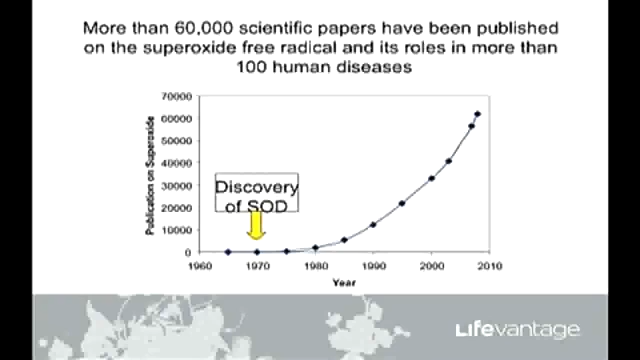 More than 60,000 scientific papers have been published
on the superoxide free radical and its roles in more than
100 human diseases
70000
60000
50000
40000
30000
20000
10000
0
Publication on Superoxide
Discovery
of SOD
1960 1970 1980 1990 2000 2010
Year
Lifevantage